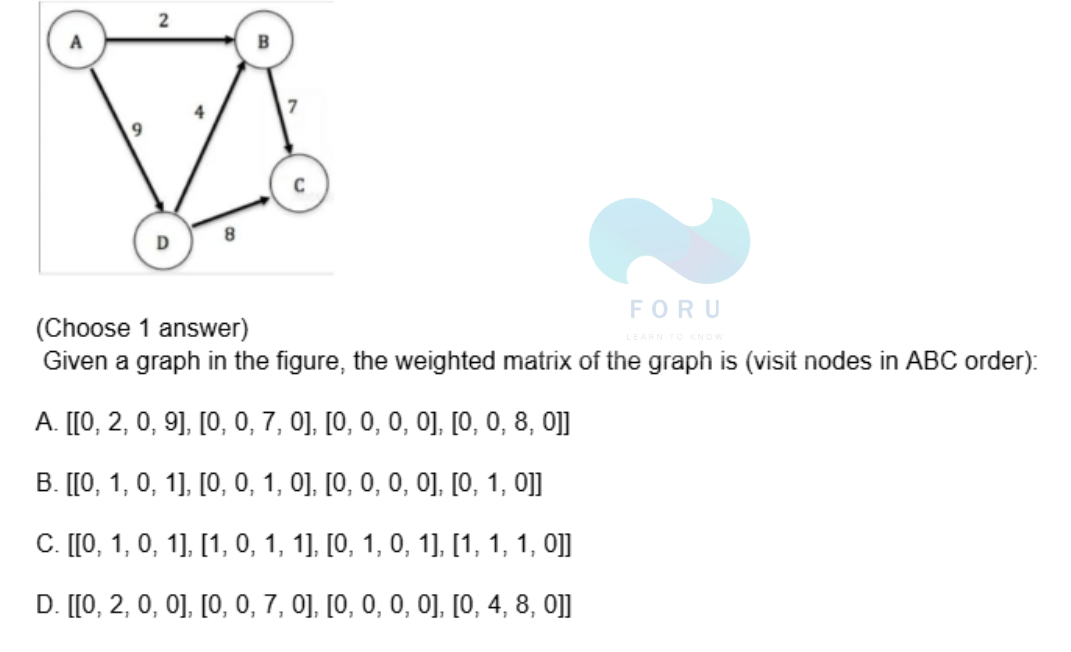 2
A
B
4
7
9
C
D
8
FORU
LEARN TO KNOW
(Choose 1 answer)
Given a graph in the figure, the weighted matrix of the graph is (visit nodes in ABC order):
A. [[0, 2, 0, 9], [0, 0, 7, 0], [0, 0, 0, 0], [0, 0, 8, 0]]
B. [[0, 1, 0, 1], [0, 0, 1, 0], [0, 0, 0, 0], [0, 1, 0]]
C. [[0, 1, 0, 1], [1, 0, 1, 1], [0, 1, 0, 1], [1, 1, 1, 0]]
D. [[0, 2, 0, 0], [0, 0, 7, 0], [0, 0, 0, 0], [0, 4, 8, 0]]